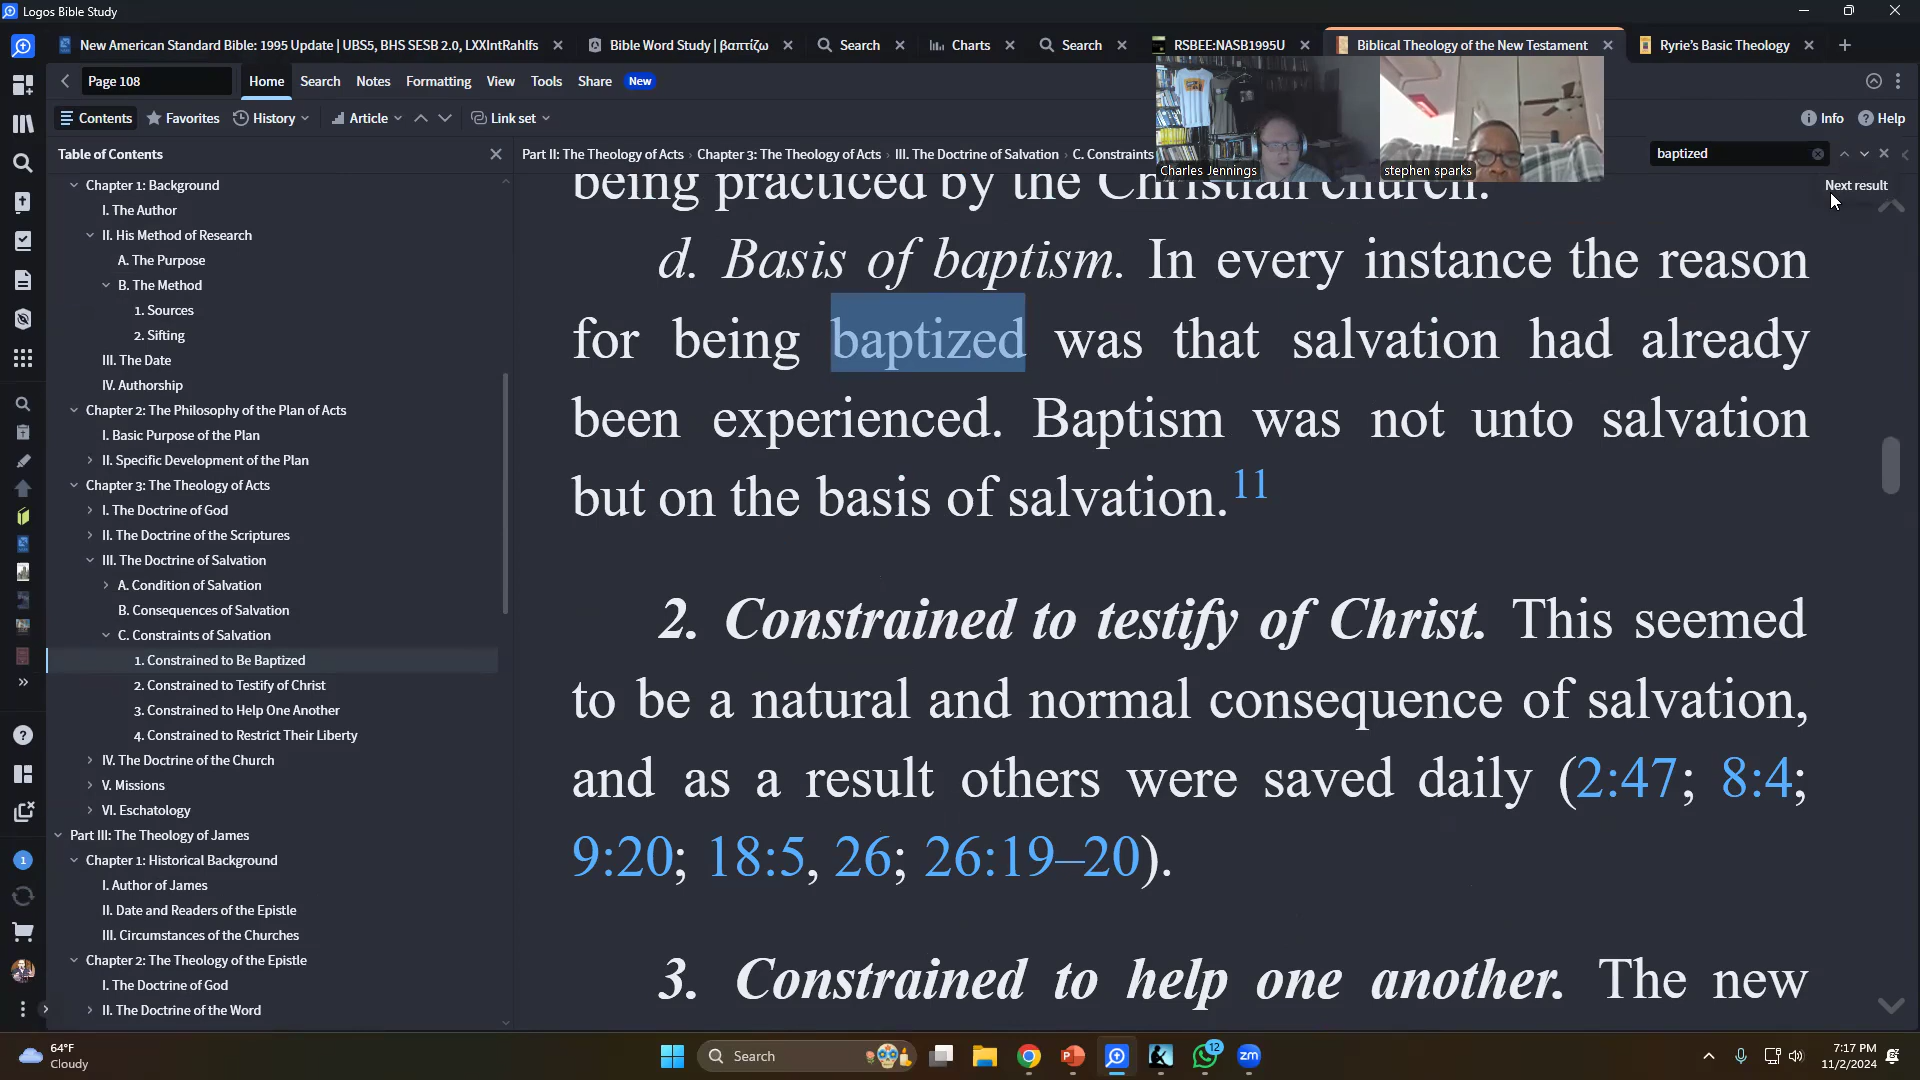 Logos Bible Study
New American Standard Bible: 1995 Update | UBS5, BHS SESB 2.0, LXXIntRahlfs
Bible Word Study | βαπτίζω
Search
Charts
Search
RSBEE:NASB1995U
Biblical Theology of the New Testament
Ryrie's Basic Theology
Page 108
Home
Search
Notes
Formatting
View
Tools
Share
New
Contents
Favorites
History
Article
Link set
Info
Help
Table of Contents
Part II: The Theology of Acts › Chapter 3: The Theology of Acts › III. The Doctrine of Salvation › C. Constraints
Charles Jennings
stephen sparks
baptized
Next result
Chapter 1: Background
I. The Author
II. His Method of Research
A. The Purpose
B. The Method
1. Sources
2. Sifting
III. The Date
IV. Authorship
Chapter 2: The Philosophy of the Plan of Acts
I. Basic Purpose of the Plan
II. Specific Development of the Plan
Chapter 3: The Theology of Acts
I. The Doctrine of God
II. The Doctrine of the Scriptures
III. The Doctrine of Salvation
A. Condition of Salvation
B. Consequences of Salvation
C. Constraints of Salvation
1. Constrained to Be Baptized
2. Constrained to Testify of Christ
3. Constrained to Help One Another
4. Constrained to Restrict Their Liberty
IV. The Doctrine of the Church
V. Missions
VI. Eschatology
Part III: The Theology of James
Chapter 1: Historical Background
I. Author of James
II. Date and Readers of the Epistle
III. Circumstances of the Churches
Chapter 2: The Theology of the Epistle
I. The Doctrine of God
II. The Doctrine of the Word
being practiced by the Christian church.
d. Basis of baptism. In every instance the reason
for being baptized was that salvation had already
been experienced. Baptism was not unto salvation
but on the basis of salvation.11
2. Constrained to testify of Christ. This seemed
to be a natural and normal consequence of salvation,
and as a result others were saved daily (2:47; 8:4;
9:20; 18:5, 26; 26:19–20).
3. Constrained to help one another. The new
1
64°F
Cloudy
Search
12
zm
7:17 PM
11/2/2024